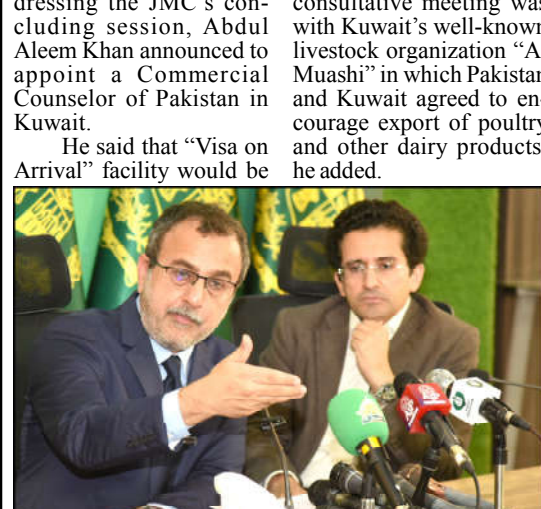 dressing the JMC's con-
cluding session, Abdul
Aleem Khan announced to
appoint a Commercial
Counselor of Pakistan in
Kuwait.
He said that "Visa on
Arrival" facility would be
consultative meeting was
with Kuwait's well-known
livestock organization "A
Muashi" in which Pakistan
and Kuwait agreed to en-
courage export of poultry
and other dairy products,
he added.